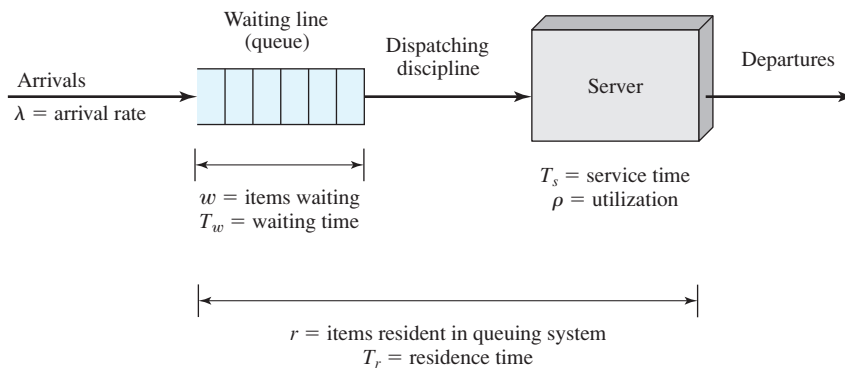 Waiting line
(queue)
Dispatching
discipline
Arrivals
λ = arrival rate
Server
Departures
w = items waiting
T_w = waiting time
T_s = service time
ρ = utilization
r = items resident in queuing system
T_r = residence time